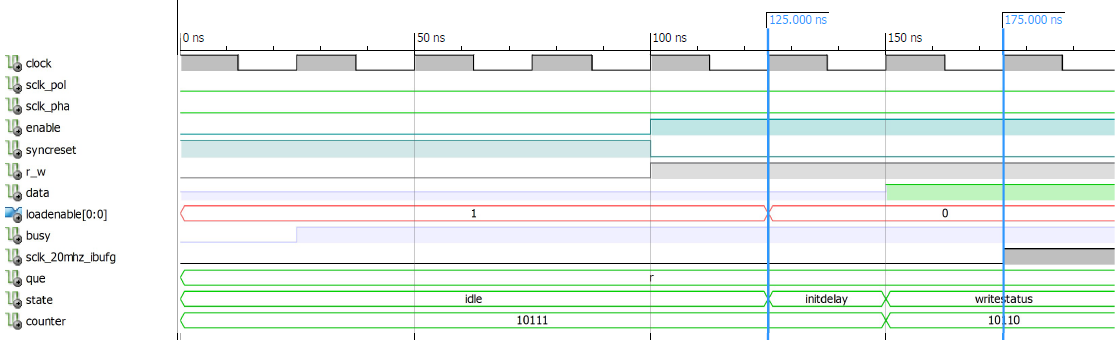 125.000 ns 175.000 ns
0 ns 50 ns 100 ns 150 ns
clock
sclk_pol
sclk_pha
enable
syncreset
r_w
data
loadenable[0:0] 1 0
busy
sclk_20mhz_ibufg
que r
state idle initdelay writestatus
counter 10111 10110